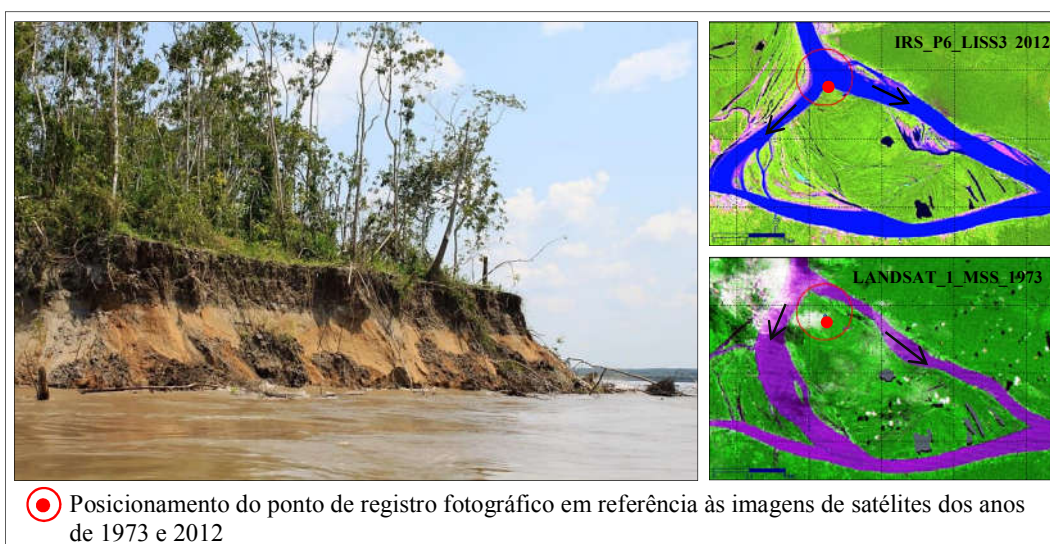 IRS_P6_LISS3_2012
LANDSAT_1_MSS_1973
Posicionamento do ponto de registro fotográfico em referência às imagens de satélites dos anos
de 1973 e 2012